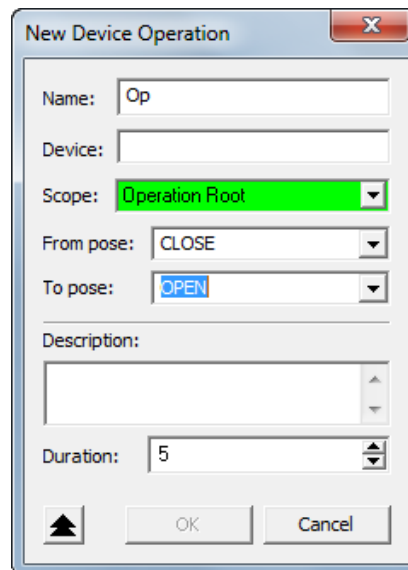 New Device Operation
Name: Op
Device:
Scope: Operation Root
From pose: CLOSE
To pose: OPEN
Description:
Duration: 5
OK Cancel